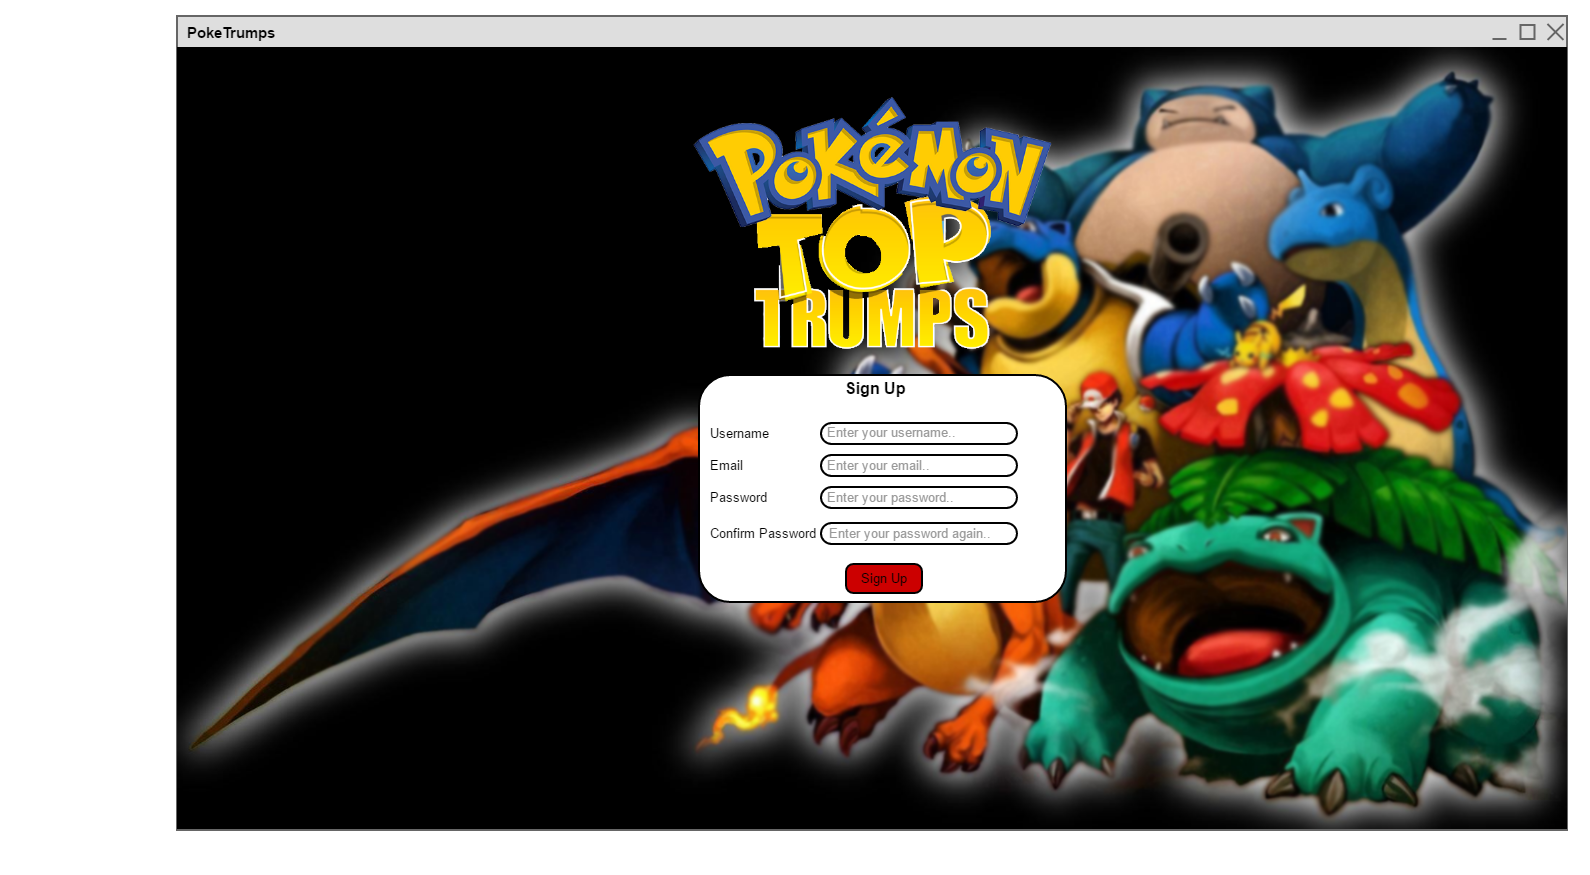 PokeTrumps
POKéMON
TOP
TRUMPS
Sign Up
Username Enter your username..
Email Enter your email..
Password Enter your password..
Confirm Password Enter your password again..
Sign Up